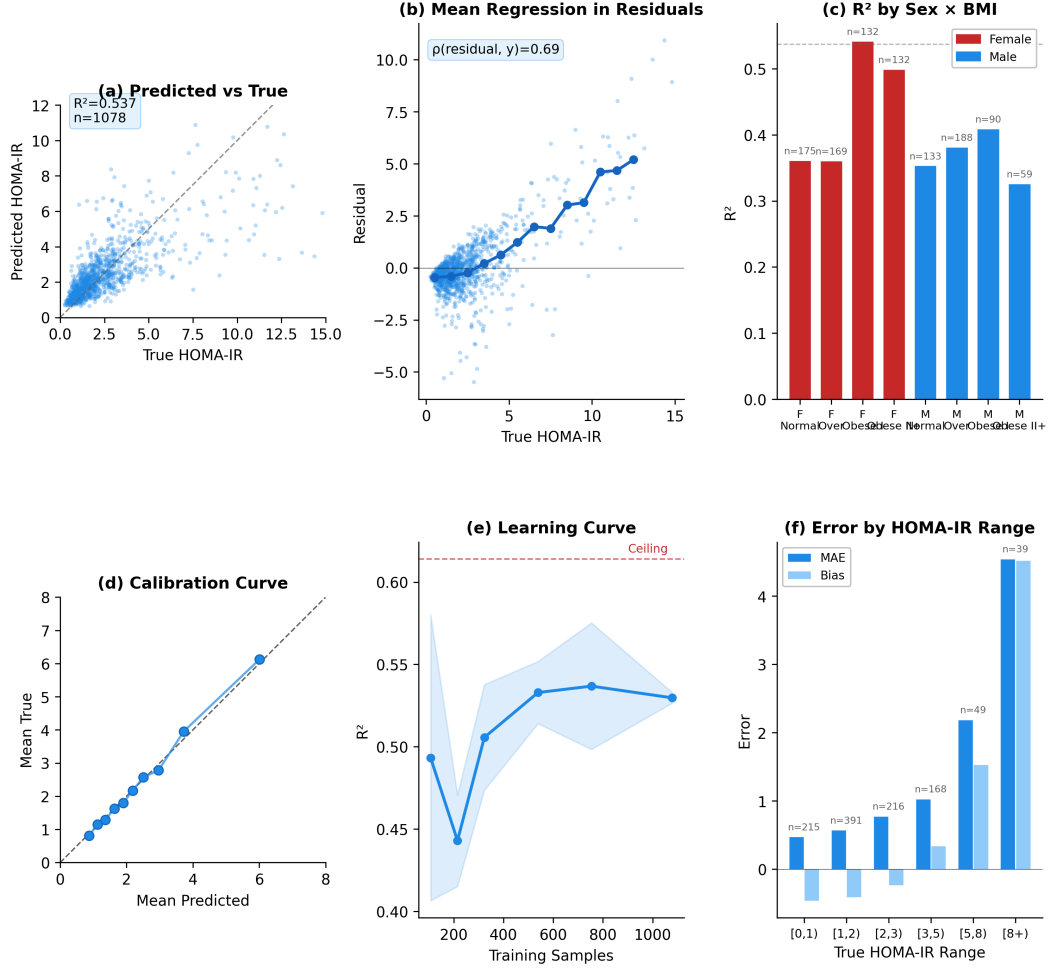 (a) Predicted vs True
R²=0.537
n=1078
Predicted HOMA-IR
12
10
8
6
4
2
0
0.0 2.5 5.0 7.5 10.0 12.5 15.0
True HOMA-IR
(b) Mean Regression in Residuals
ρ(residual, y)=0.69
Residual
10.0
7.5
5.0
2.5
0.0
−2.5
−5.0
0 5 10 15
True HOMA-IR
(c) R² by Sex × BMI
Female
Male
R²
0.5
0.4
0.3
0.2
0.1
0.0
n=175
n=169
n=132
n=132
n=133
n=188
n=90
n=59
F F F F M M M M
Normal Over Obese I Obese II+ Normal Over Obese I Obese II+
(d) Calibration Curve
Mean True
8
7
6
5
4
3
2
1
0
0 2 4 6 8
Mean Predicted
(e) Learning Curve
Ceiling
R²
0.60
0.55
0.50
0.45
0.40
200 400 600 800 1000
Training Samples
(f) Error by HOMA-IR Range
MAE
Bias
Error
4
3
2
1
0
n=215
n=391
n=216
n=168
n=49
n=39
[0,1) [1,2) [2,3) [3,5) [5,8) [8+)
True HOMA-IR Range